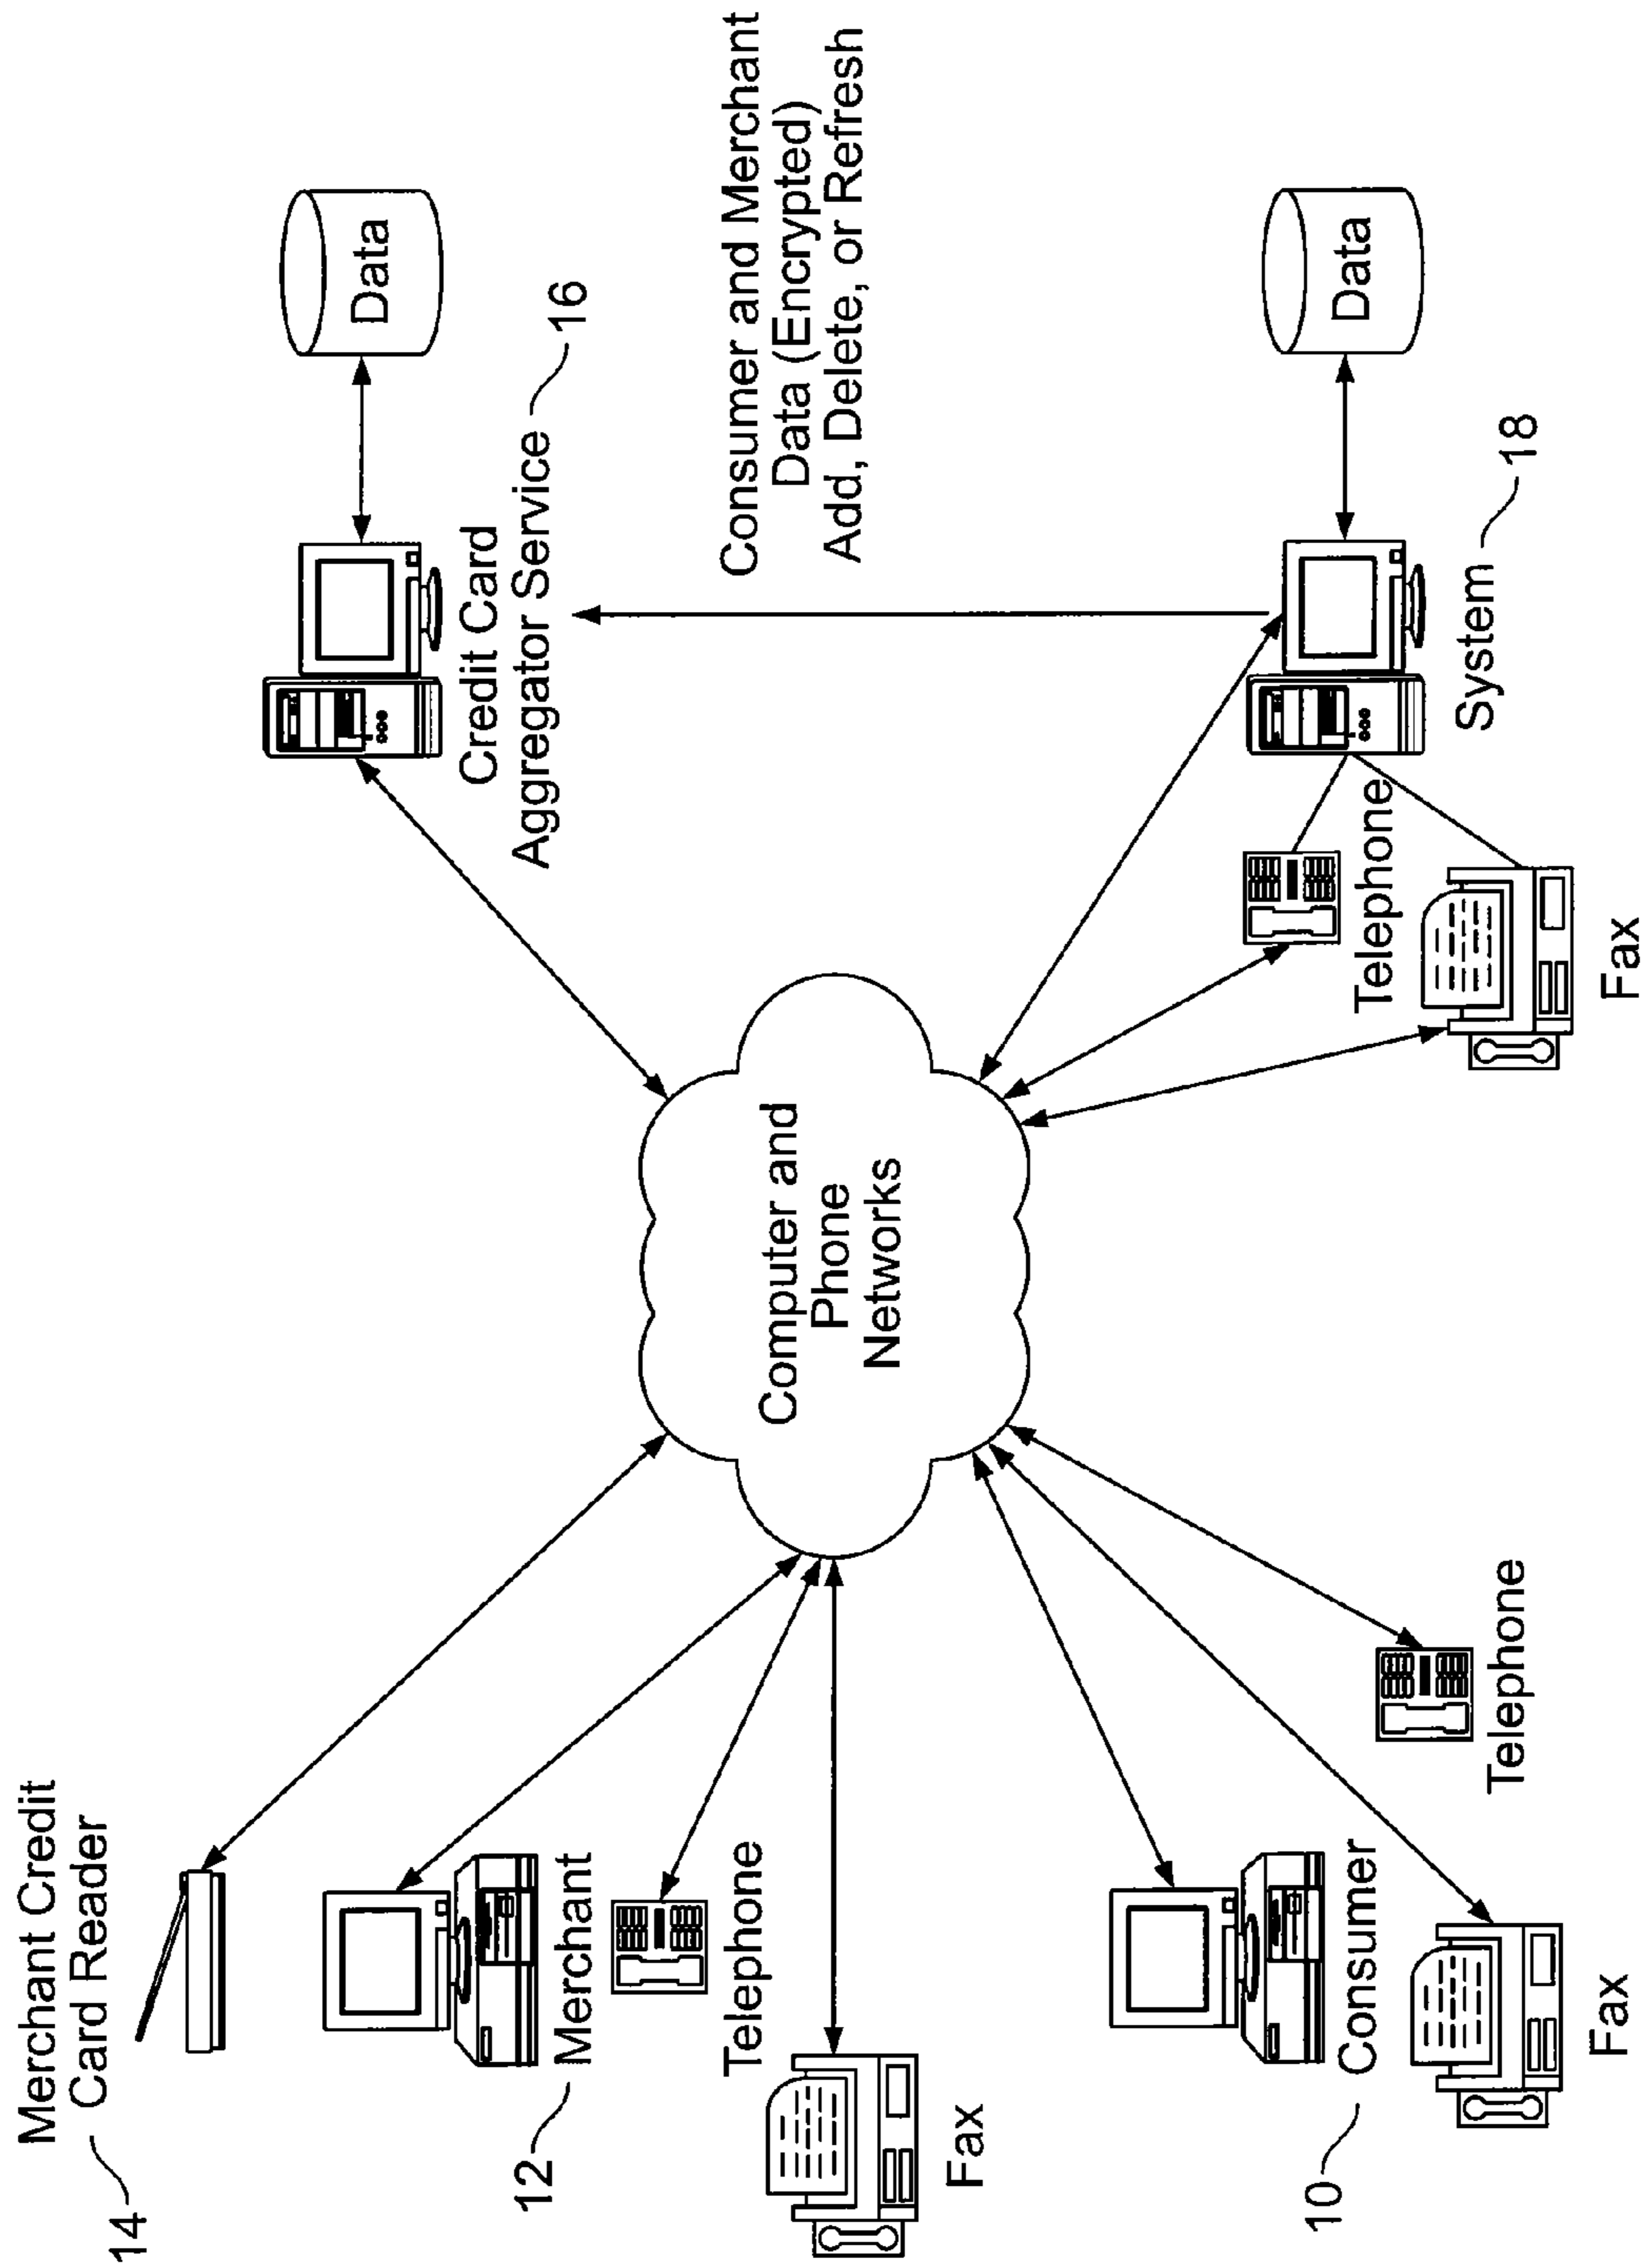 Merchant Credit
Card Reader
14
12
Merchant
Telephone
Fax
10
Consumer
Fax
Telephone
Computer and
Phone
Networks
Credit Card
Aggregator Service
16
Data
Consumer and Merchant
Data (Encrypted)
Add, Delete, or Refresh
Data
System
18
Telephone
Fax